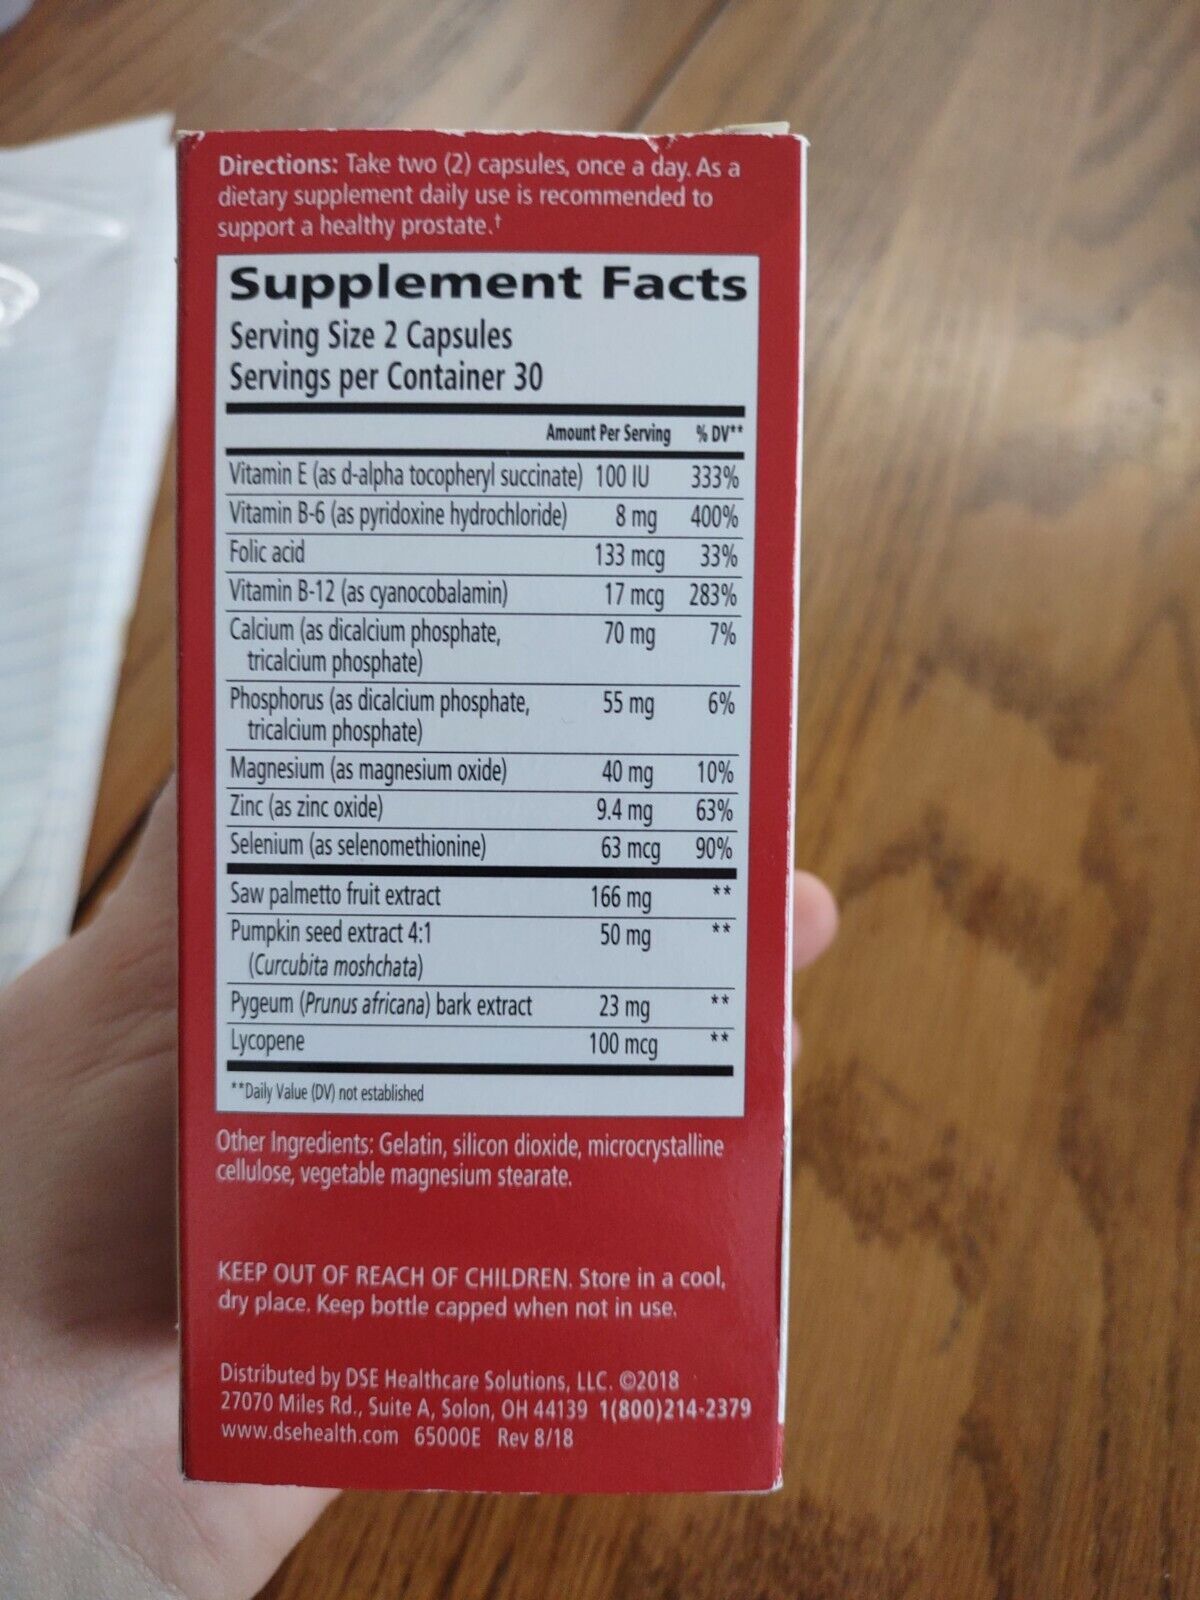 Directions: Take two (2) capsules, once a day. As a
dietary supplement daily use is recommended to
support a healthy prostate.†
Supplement Facts
Serving Size 2 Capsules
Servings per Container 30
Amount Per Serving % DV**
Vitamin E (as d-alpha tocopheryl succinate) 100 IU 333%
Vitamin B-6 (as pyridoxine hydrochloride) 8 mg 400%
Folic acid 133 mcg 33%
Vitamin B-12 (as cyanocobalamin) 17 mcg 283%
Calcium (as dicalcium phosphate, 70 mg 7%
tricalcium phosphate)
Phosphorus (as dicalcium phosphate, 55 mg 6%
tricalcium phosphate)
Magnesium (as magnesium oxide) 40 mg 10%
Zinc (as zinc oxide) 9.4 mg 63%
Selenium (as selenomethionine) 63 mcg 90%
Saw palmetto fruit extract 166 mg **
Pumpkin seed extract 4:1 50 mg **
(Curcubita moshchata)
Pygeum (Prunus africana) bark extract 23 mg **
Lycopene 100 mcg **
**Daily Value (DV) not established
Other Ingredients: Gelatin, silicon dioxide, microcrystalline
cellulose, vegetable magnesium stearate.
KEEP OUT OF REACH OF CHILDREN. Store in a cool,
dry place. Keep bottle capped when not in use.
Distributed by DSE Healthcare Solutions, LLC. ©2018
27070 Miles Rd., Suite A, Solon, OH 44139 1(800)214-2379
www.dsehealth.com 65000E Rev 8/18